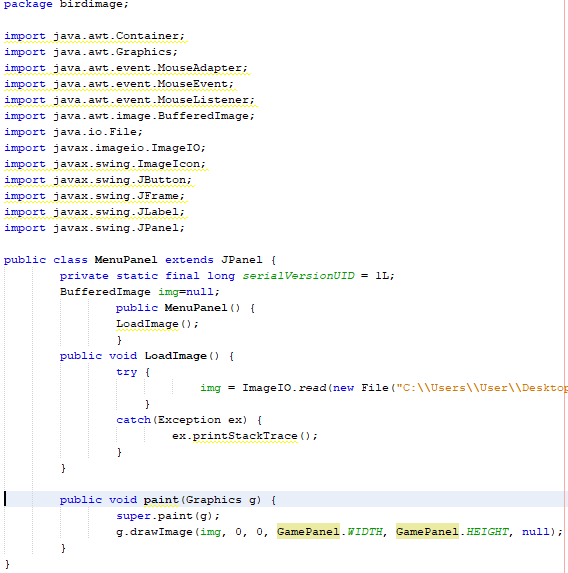 package birdimage;
import java.awt.Container;
import java.awt.Graphics;
import java.awt.event.MouseAdapter;
import java.awt.event.MouseEvent;
import java.awt.event.MouseListener;
import java.awt.image.BufferedImage;
import java.io.File;
import javax.imageio.ImageIO;
import javax.swing.ImageIcon;
import javax.swing.JButton;
import javax.swing.JFrame;
import javax.swing.JLabel;
import javax.swing.JPanel;
public class MenuPanel extends JPanel {
private static final long serialVersionUID = 1L;
BufferedImage img=null;
public MenuPanel() {
LoadImage();
}
public void LoadImage() {
try {
img = ImageIO.read(new File("C:\\Users\\User\\Desktop
}
catch(Exception ex) {
ex.printStackTrace();
}
}
public void paint(Graphics g) {
super.paint(g);
g.drawImage(img, 0, 0, GamePanel.WIDTH, GamePanel.HEIGHT, null);
}
}